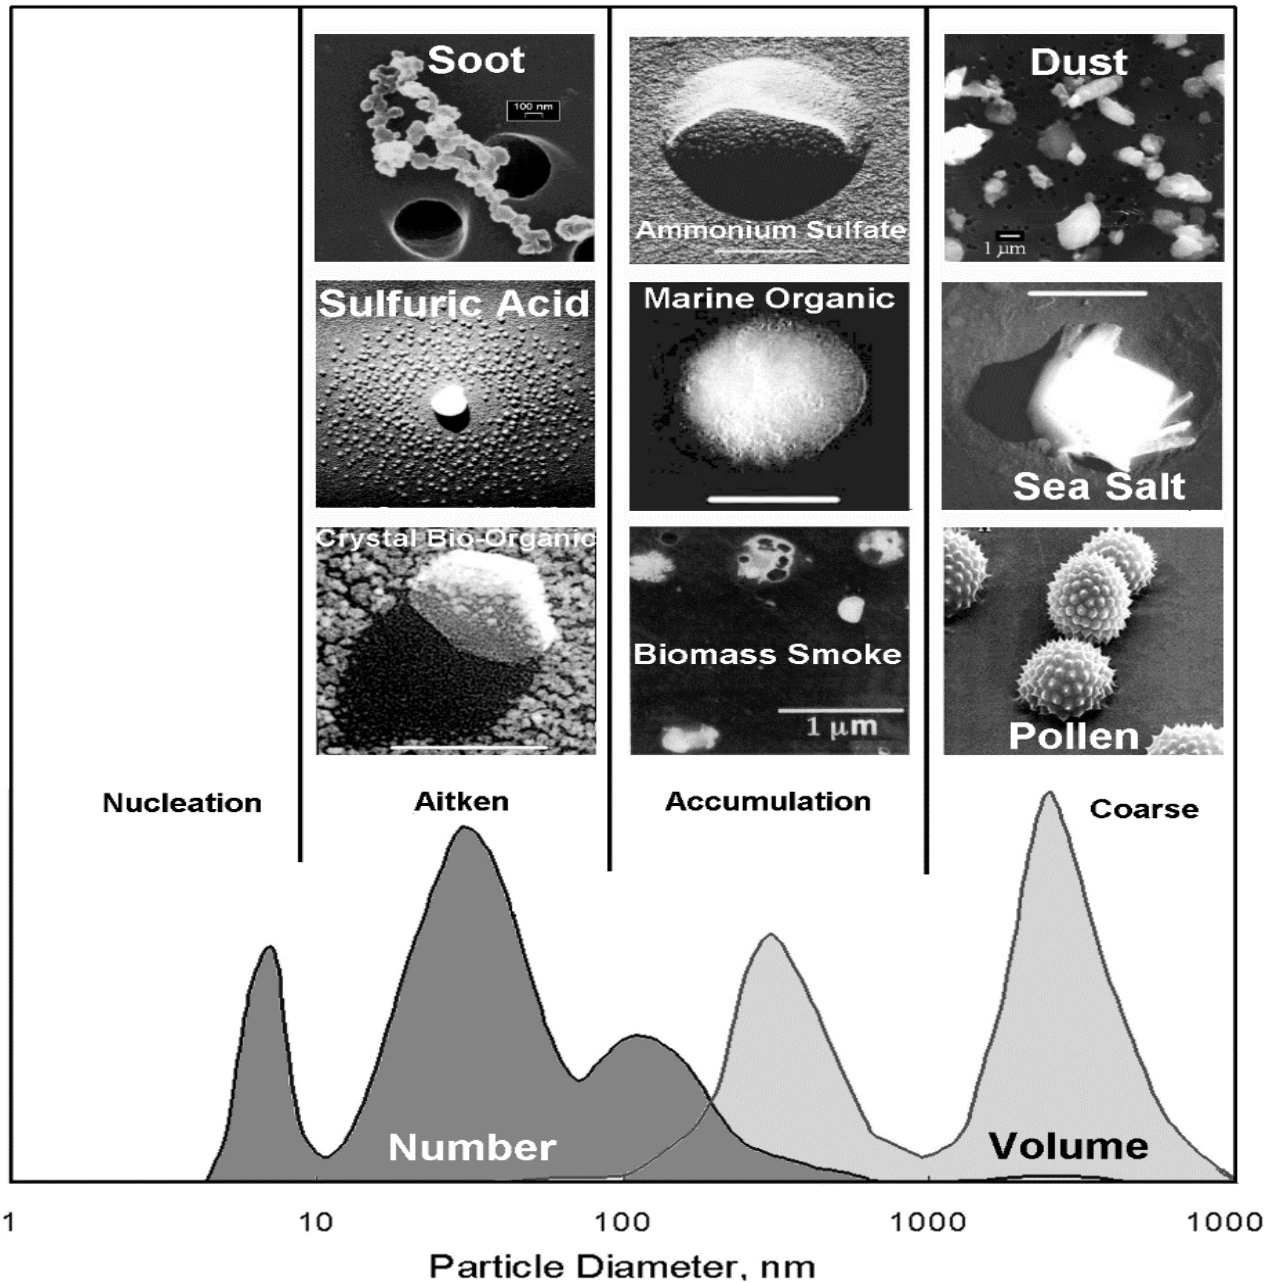 Soot
100 nm
Ammonium Sulfate
Dust
1 μm
Sulfuric Acid
Marine Organic
Sea Salt
Crystal Bio-Organic
Biomass Smoke
1 μm
Pollen
Nucleation
Aitken
Accumulation
Coarse
Number
Volume
1
10
100
1000
1000
Particle Diameter, nm